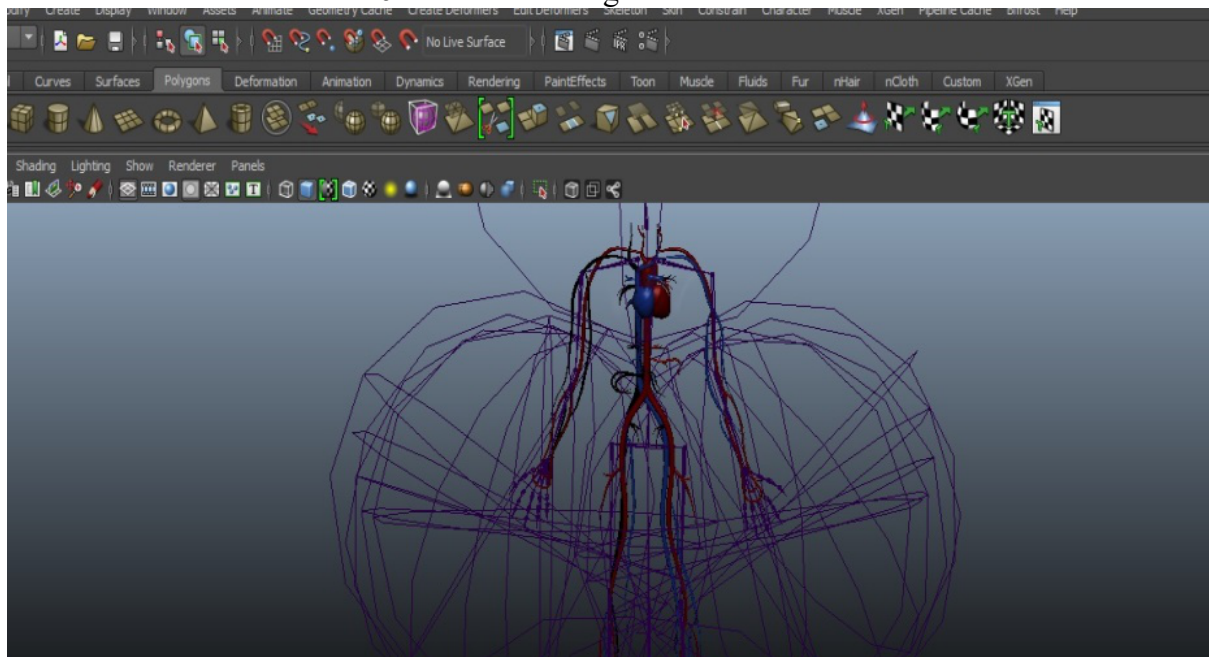 Create Display Window Assets Animate Geometry Cache Create Deformers Edit Deformers Skeleton Skin Constrain Character Muscle XGen Pipeline Cache Bifrost Help
No Live Surface
IPR
Curves Surfaces Polygons Deformation Animation Dynamics Rendering PaintEffects Toon Muscle Fluids Fur nHair nCloth Custom XGen
Shading Lighting Show Renderer Panels